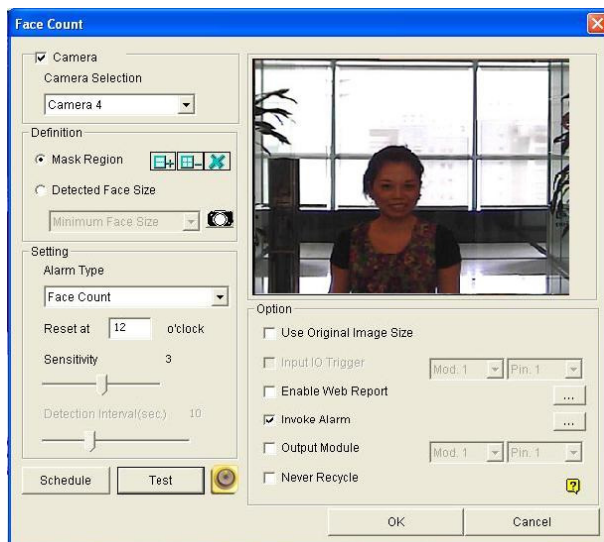 Face Count
Camera
Camera Selection
Camera 4
Definition
Mask Region
Detected Face Size
Minimum Face Size
Setting
Alarm Type
Face Count
Reset at 12 o'clock
Sensitivity 3
Detection Interval(sec.) 10
Schedule Test
Option
Use Original Image Size
Input IO Trigger Mod. 1 Pin. 1
Enable Web Report ...
Invoke Alarm ...
Output Module Mod. 1 Pin. 1
Never Recycle ?
OK Cancel